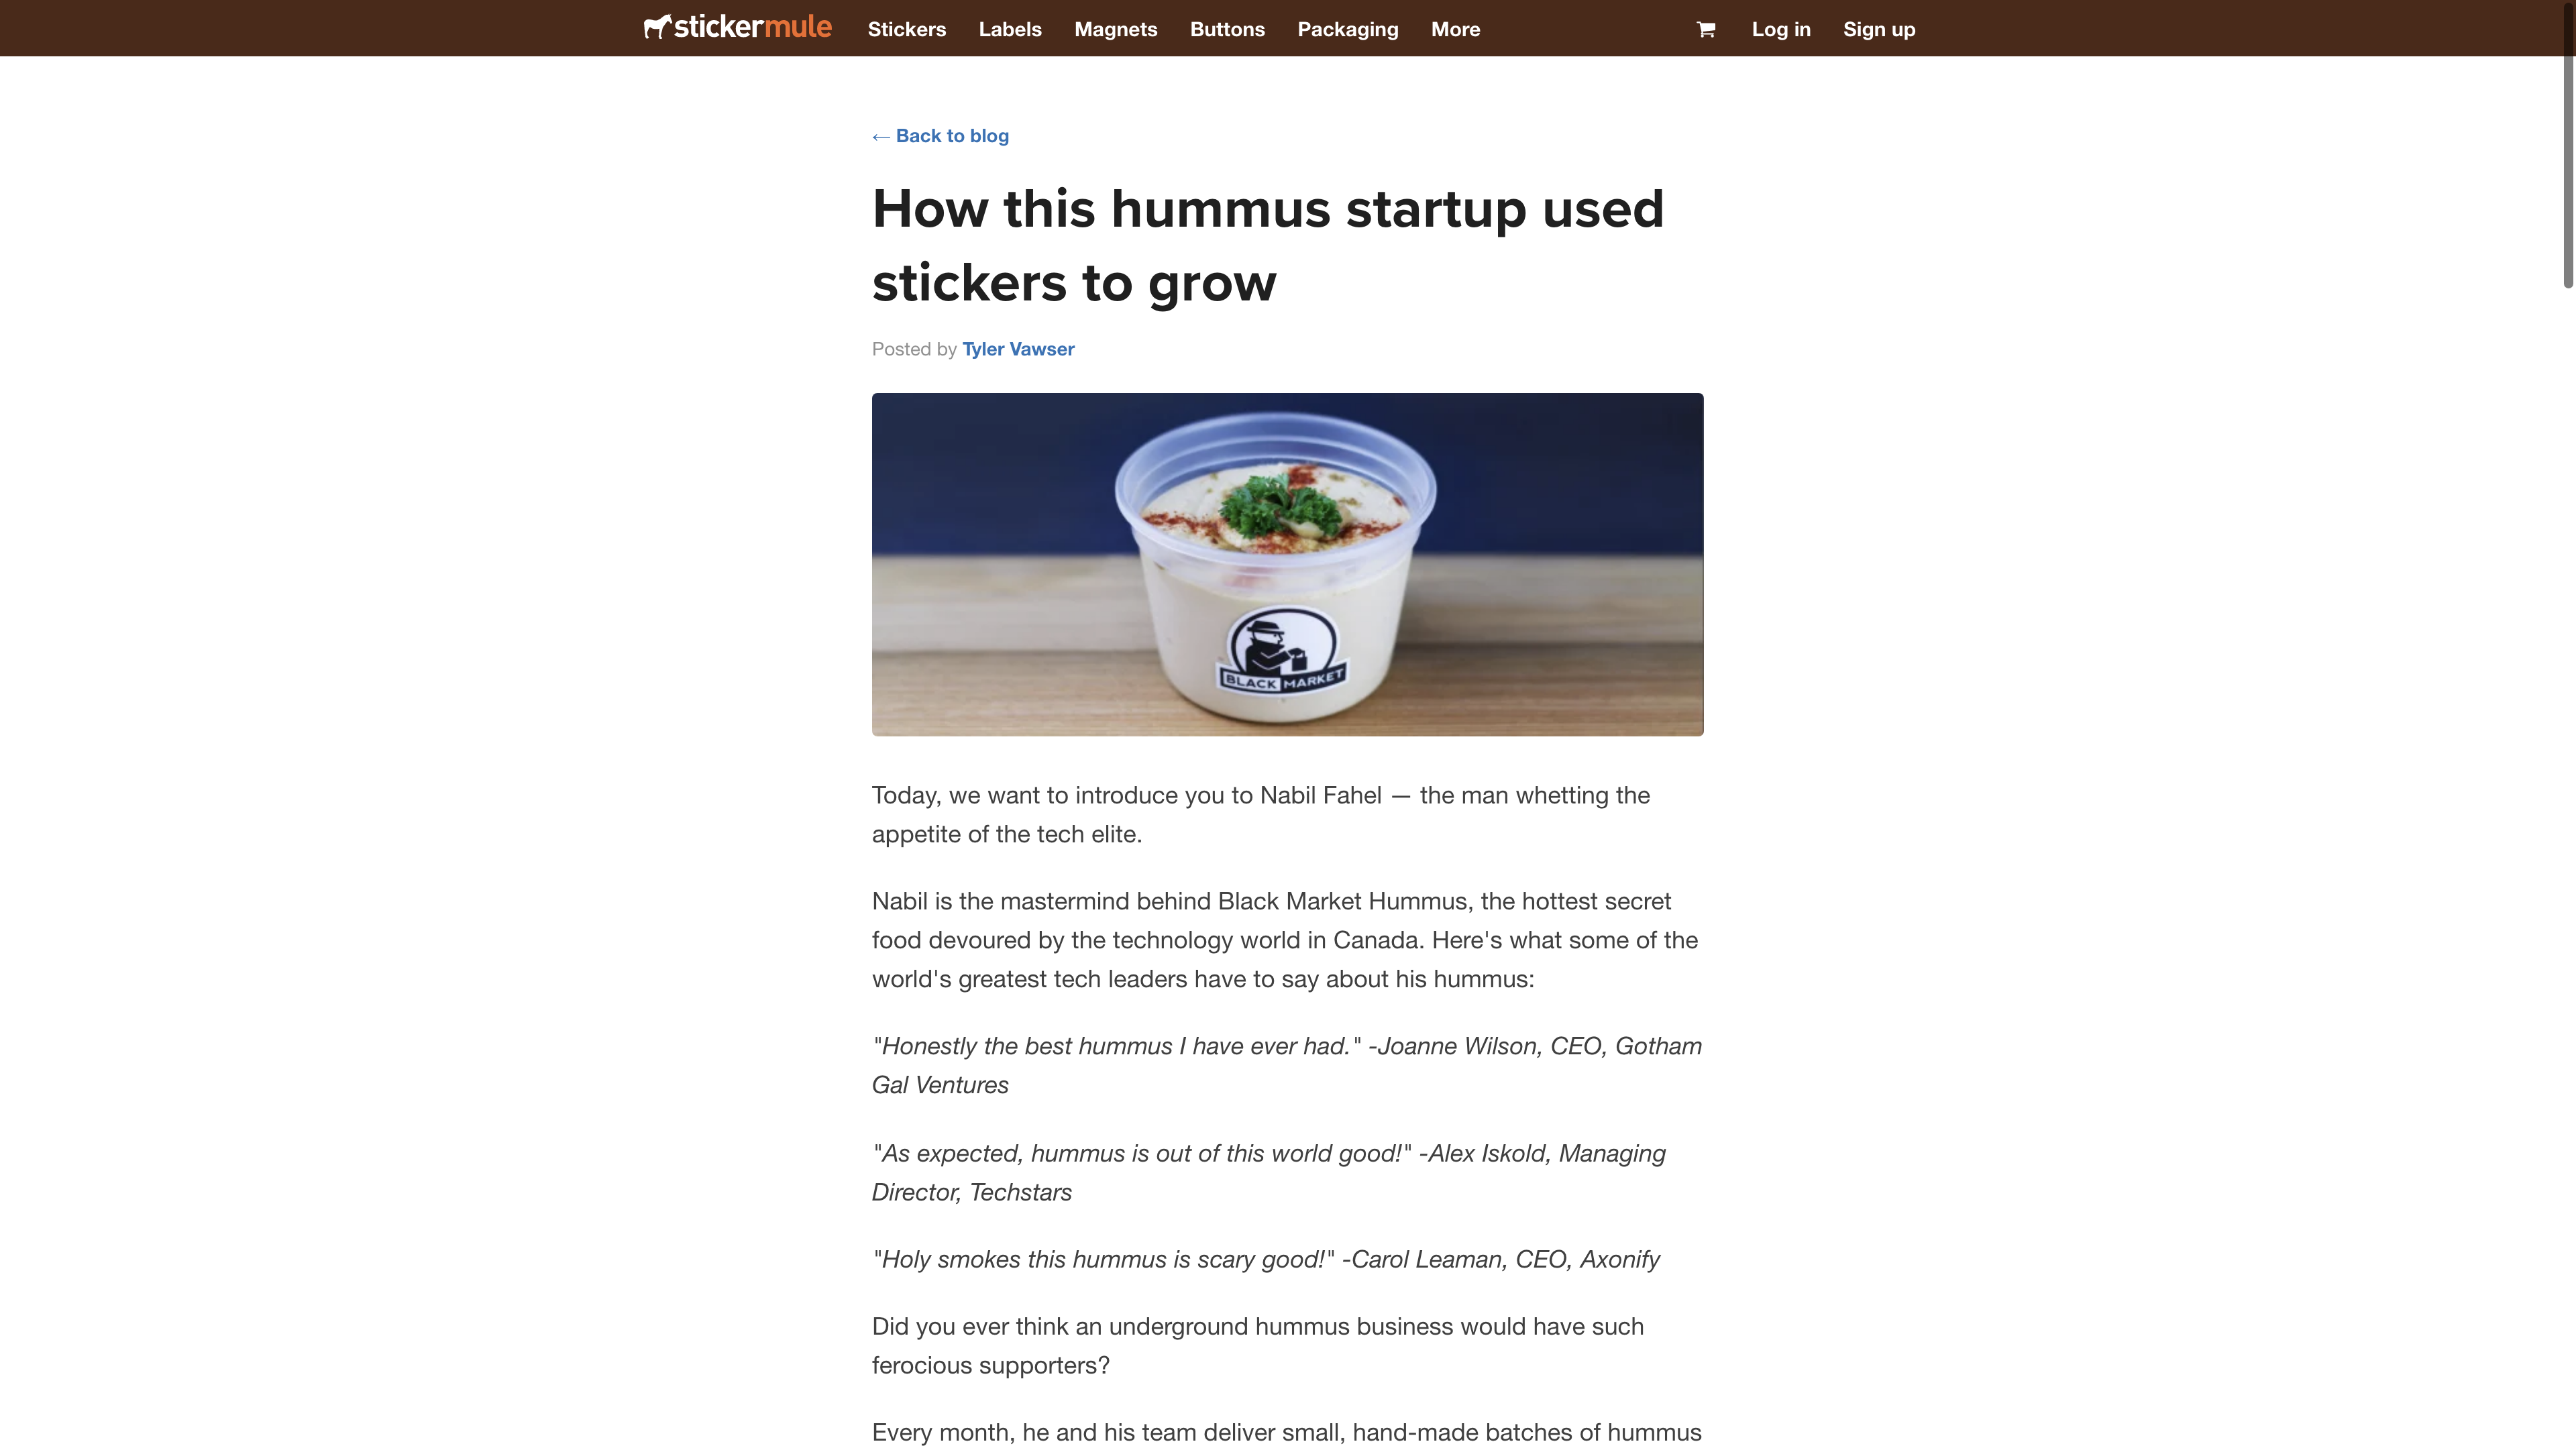 stickermule Stickers Labels Magnets Buttons Packaging More Log in Sign up
← Back to blog
How this hummus startup used
stickers to grow
Posted by Tyler Vawser
BLACK MARKET
Today, we want to introduce you to Nabil Fahel — the man whetting the
appetite of the tech elite.
Nabil is the mastermind behind Black Market Hummus, the hottest secret
food devoured by the technology world in Canada. Here's what some of the
world's greatest tech leaders have to say about his hummus:
"Honestly the best hummus I have ever had." -Joanne Wilson, CEO, Gotham
Gal Ventures
"As expected, hummus is out of this world good!" -Alex Iskold, Managing
Director, Techstars
"Holy smokes this hummus is scary good!" -Carol Leaman, CEO, Axonify
Did you ever think an underground hummus business would have such
ferocious supporters?
Every month, he and his team deliver small, hand-made batches of hummus